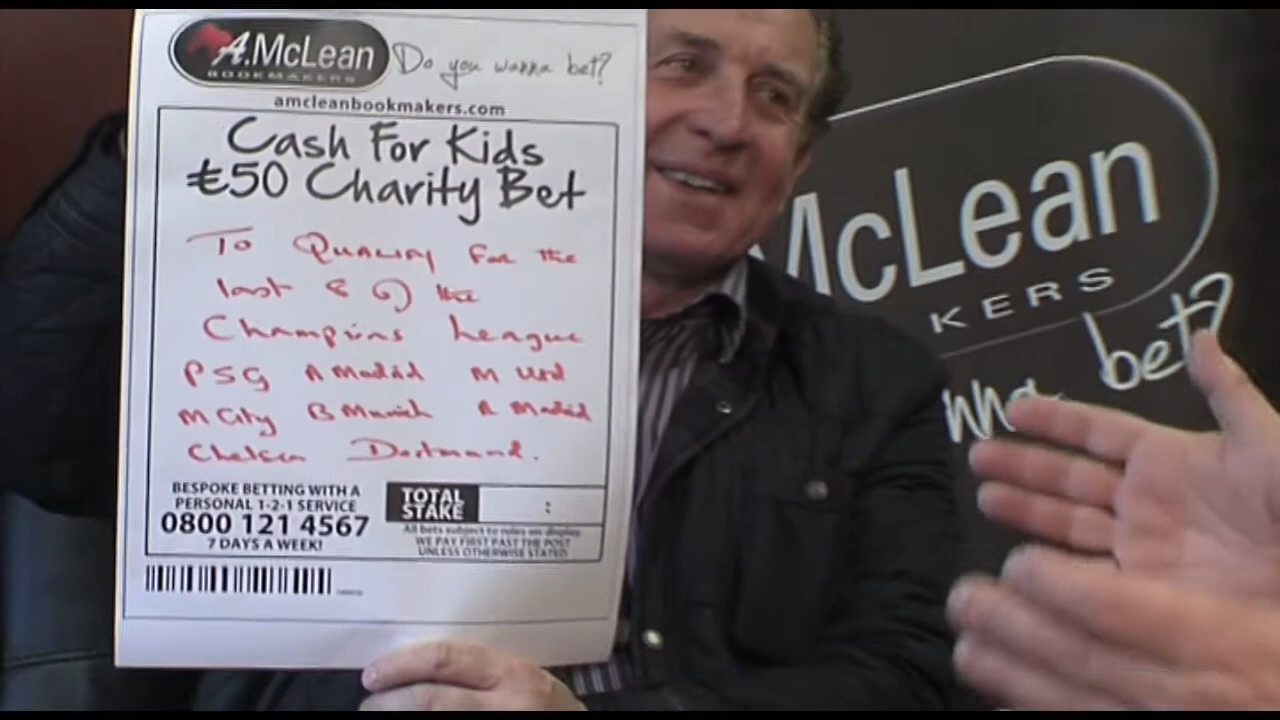 A.McLean
BOOKMAKERS
Do you wanna bet?
amcleanbookmakers.com
Cash For Kids
€50 Charity Bet
To Qualify For the
last 8 of the
Champions League
PSG A Madrid M Utd
M City B Munich R Madrid
Chelsea Dortmund.
BESPOKE BETTING WITH A
PERSONAL 1-2-1 SERVICE
0800 121 4567
7 DAYS A WEEK!
TOTAL
STAKE
:
All bets subject to rules on display.
WE PAY FIRST PAST THE POST
UNLESS OTHERWISE STATED
McLean
KERS
nna bet?